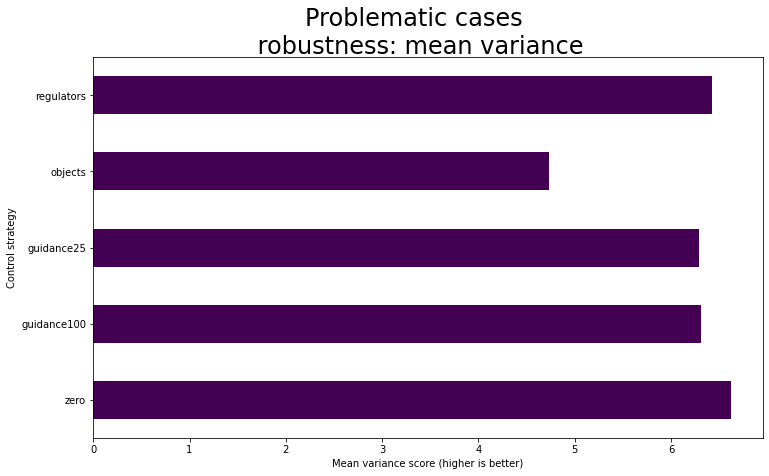 Problematic cases
robustness: mean variance
regulators
objects
guidance25
guidance100
zero
Control strategy
0 1 2 3 4 5 6
Mean variance score (higher is better)